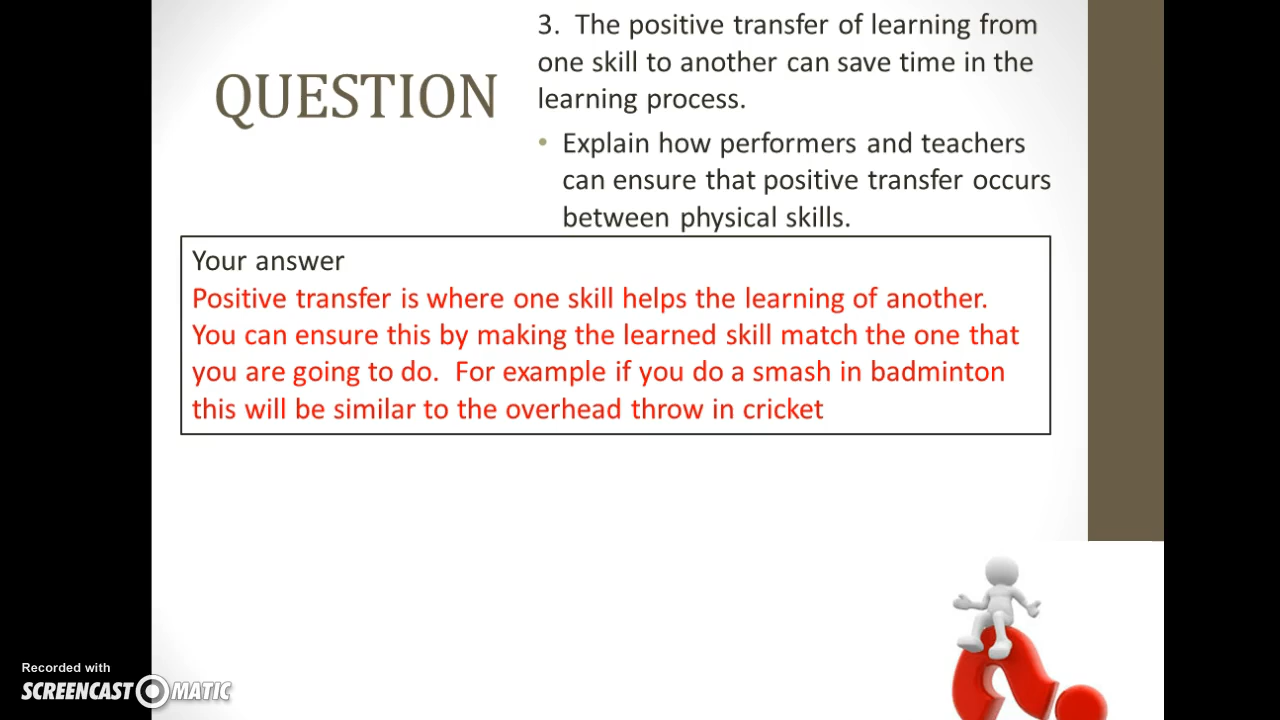 QUESTION
3. The positive transfer of learning from
one skill to another can save time in the
learning process.
• Explain how performers and teachers
can ensure that positive transfer occurs
between physical skills.
Your answer
Positive transfer is where one skill helps the learning of another.
You can ensure this by making the learned skill match the one that
you are going to do.  For example if you do a smash in badminton
this will be similar to the overhead throw in cricket
Recorded with
SCREENCAST O MATIC